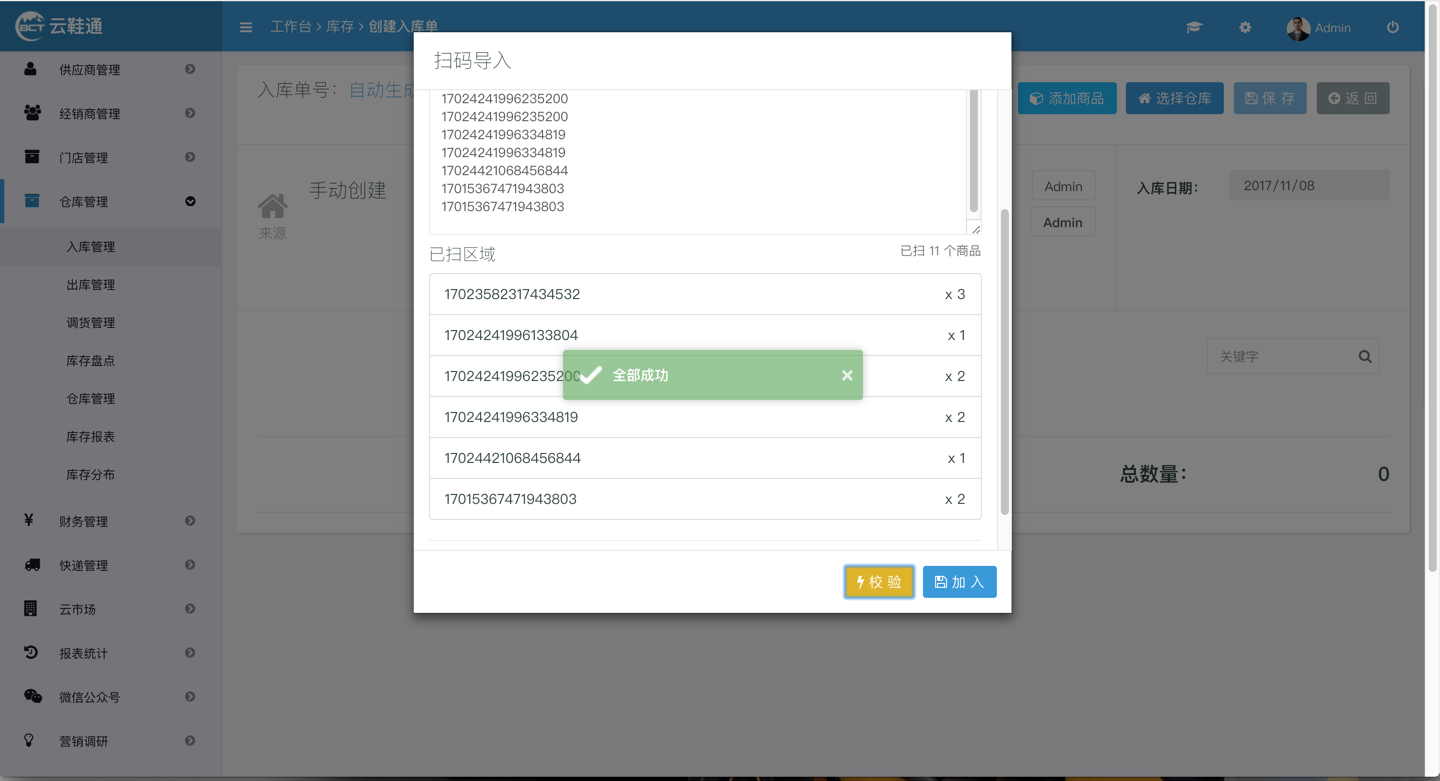 BCT 云鞋通
工作台 > 库存 > 创建入库单
Admin
供应商管理
经销商管理
门店管理
仓库管理
入库管理
出库管理
调货管理
库存盘点
仓库管理
库存报表
库存分布
财务管理
快递管理
云市场
报表统计
微信公众号
营销调研
入库单号: 自动生成
添加商品
选择仓库
保 存
返 回
手动创建
来源
Admin
Admin
入库日期:
2017/11/08
关键字
总数量:
0
扫码导入
17024241996235200
17024241996235200
17024241996334819
17024241996334819
17024421068456844
17015367471943803
17015367471943803
已扫区域
已扫 11 个商品
17023582317434532 x 3
17024241996133804 x 1
17024241996235200 x 2
全部成功
17024241996334819 x 2
17024421068456844 x 1
17015367471943803 x 2
校 验
加 入